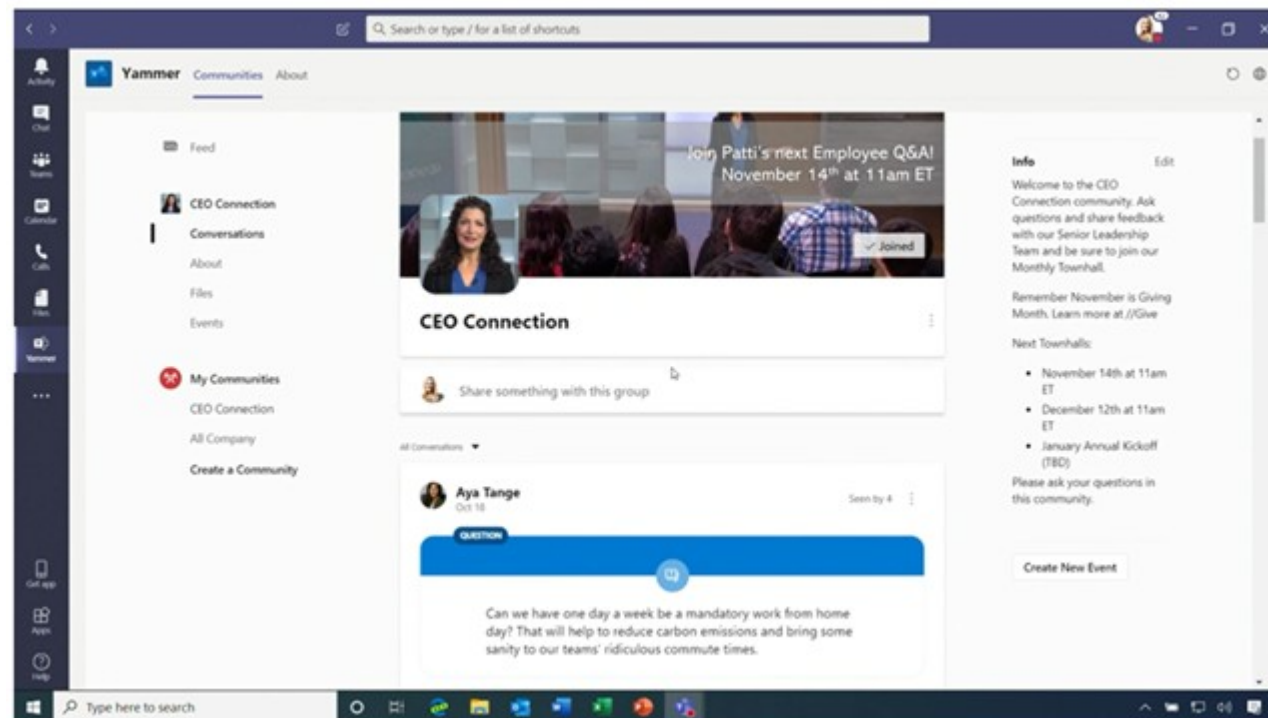 Search or type / for a list of shortcuts
Activity
Chat
Teams
Calendar
Calls
Files
Yammer
Get app
Apps
Help
Yammer Communities About
Feed
CEO Connection
Conversations
About
Files
Events
My Communities
CEO Connection
All Company
Create a Community
Join Patti's next Employee Q&A!
November 14th at 11am ET
Joined
CEO Connection
Share something with this group
All Conversations
Aya Tange
Oct 18
Seen by 4
QUESTION
Can we have one day a week be a mandatory work from home
day? That will help to reduce carbon emissions and bring some
sanity to our teams' ridiculous commute times.
Info Edit
Welcome to the CEO
Connection community. Ask
questions and share feedback
with our Senior Leadership
Team and be sure to join our
Monthly Townhall.
Remember November is Giving
Month. Learn more at //Give
Next Townhalls:
November 14th at 11am
ET
December 12th at 11am
ET
January Annual Kickoff
(TBD)
Please ask your questions in
this community.
Create New Event
Type here to search